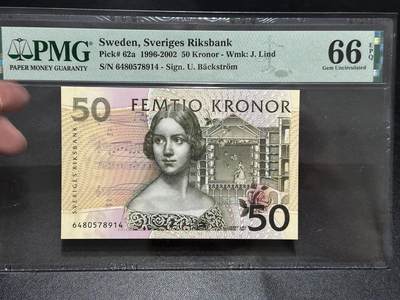 PMG
PAPER MONEY GUARANTY
Sweden, Sveriges Riksbank
Pick# 62a 1996-2002 50 Kronor - Wmk: J. Lind
S/N 6480578914 - Sign. U. Bäckström
66 EPQ
Gem Uncirculated
50 FEMTIO KRONOR
SVERIGES RIKSBANK
6480578914
50